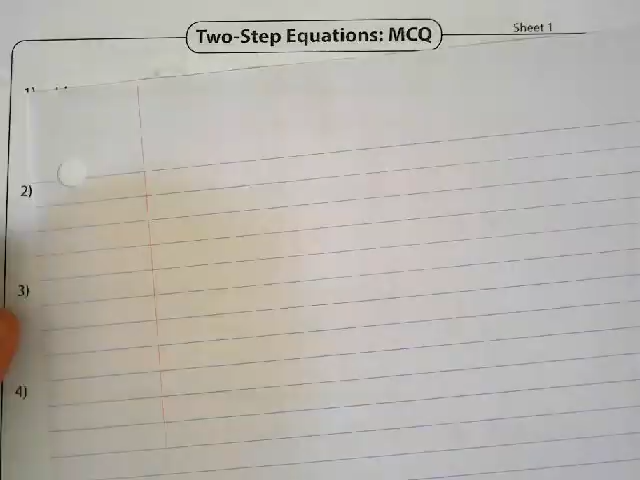 Two-Step Equations: MCQ
Sheet 1
2)
3)
4)